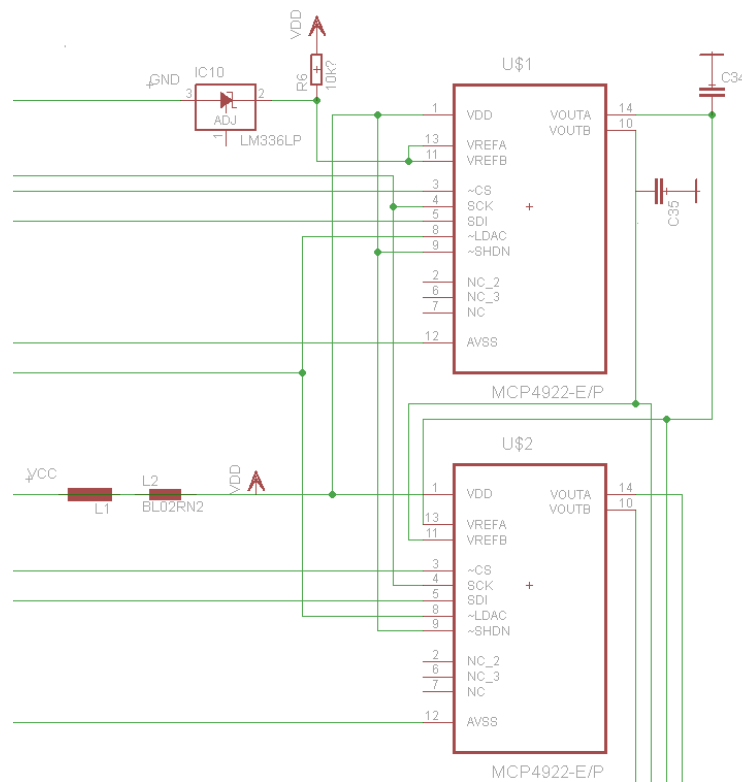 VDD
R6
10k?
GND
IC10
3
2
ADJ
1
LM336LP
U$1
C34
1 VDD VOUTA 14
VOUTB 10
13 VREFA
11 VREFB
3 ~CS
4 SCK
5 SDI
8 ~LDAC
9 ~SHDN
2 NC_2
6 NC_3
7 NC
12 AVSS
MCP4922-E/P
C35
VCC
L1
L2
BL02RN2
VDD
U$2
1 VDD VOUTA 14
VOUTB 10
13 VREFA
11 VREFB
3 ~CS
4 SCK
5 SDI
8 ~LDAC
9 ~SHDN
2 NC_2
6 NC_3
7 NC
12 AVSS
MCP4922-E/P